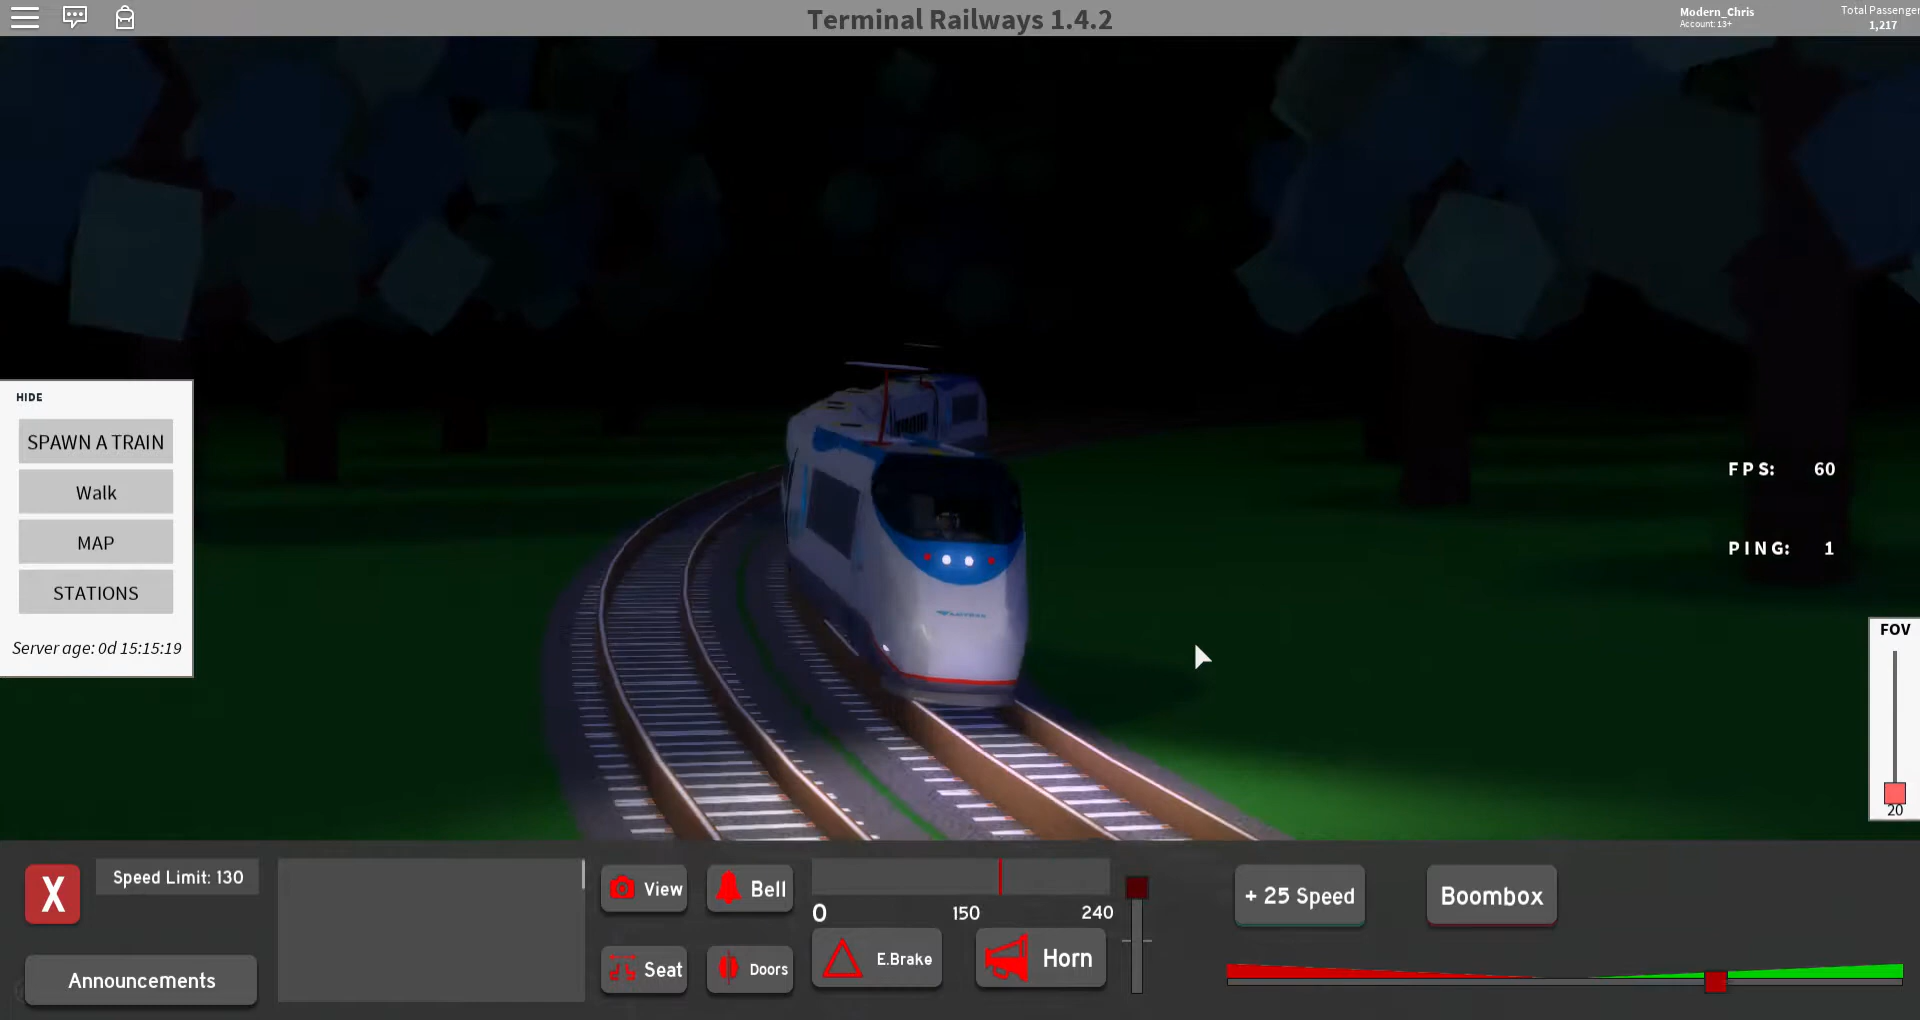 Terminal Railways 1.4.2
Modern_Chris
Account: 13+
Total Passenger
1,217
HIDE
SPAWN A TRAIN
Walk
MAP
STATIONS
Server age: 0d 15:15:19
FPS: 60
PING: 1
FOV
20
X
Speed Limit: 130
Announcements
View
Bell
Seat
Doors
0 150 240
E.Brake
Horn
+ 25 Speed
Boombox